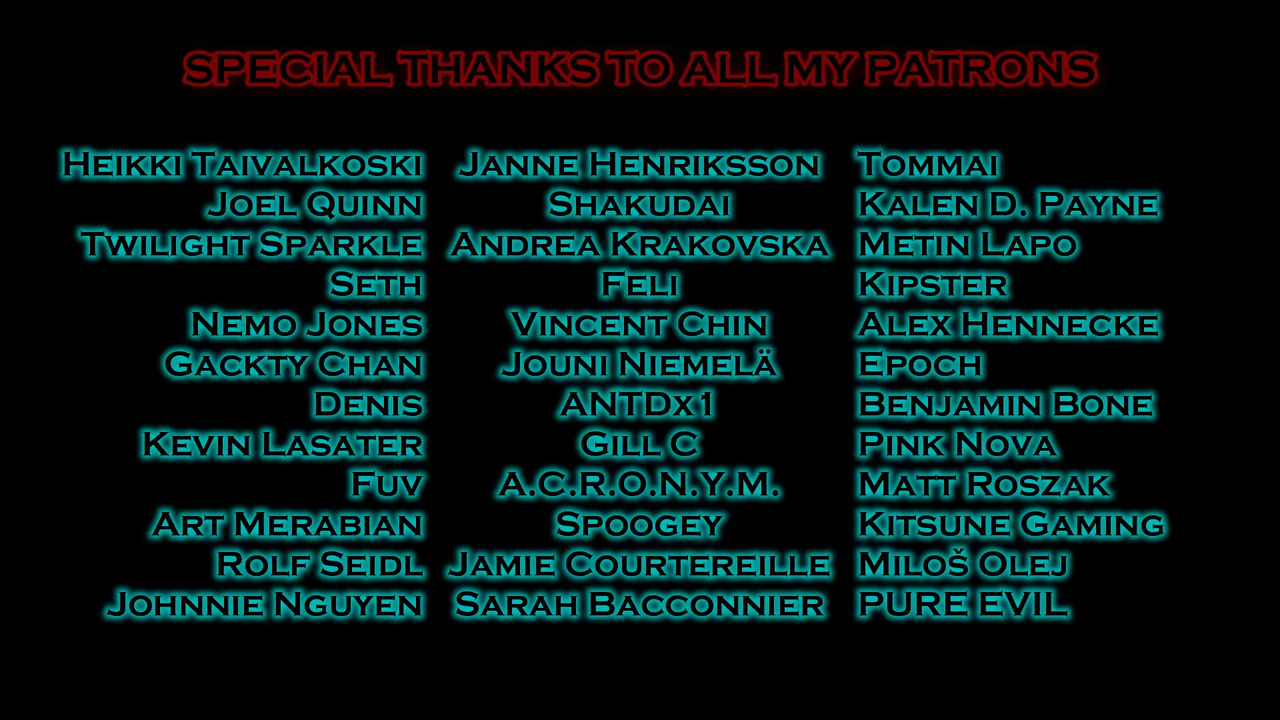 SPECIAL THANKS TO ALL MY PATRONS
Heikki Taivalkoski
Joel Quinn
Twilight Sparkle
Seth
Nemo Jones
Gackty Chan
Denis
Kevin Lasater
Fuv
Art Merabian
Rolf Seidl
Johnnie Nguyen
Janne Henriksson
Shakudai
Andrea Krakovska
Feli
Vincent Chin
Jouni Niemelä
ANTDx1
Gill C
A.C.R.O.N.Y.M.
Spoogey
Jamie Courtereille
Sarah Bacconnier
Tommai
Kalen D. Payne
Metin Lapo
Kipster
Alex Hennecke
Epoch
Benjamin Bone
Pink Nova
Matt Roszak
Kitsune Gaming
Miloš Olej
PURE EVIL